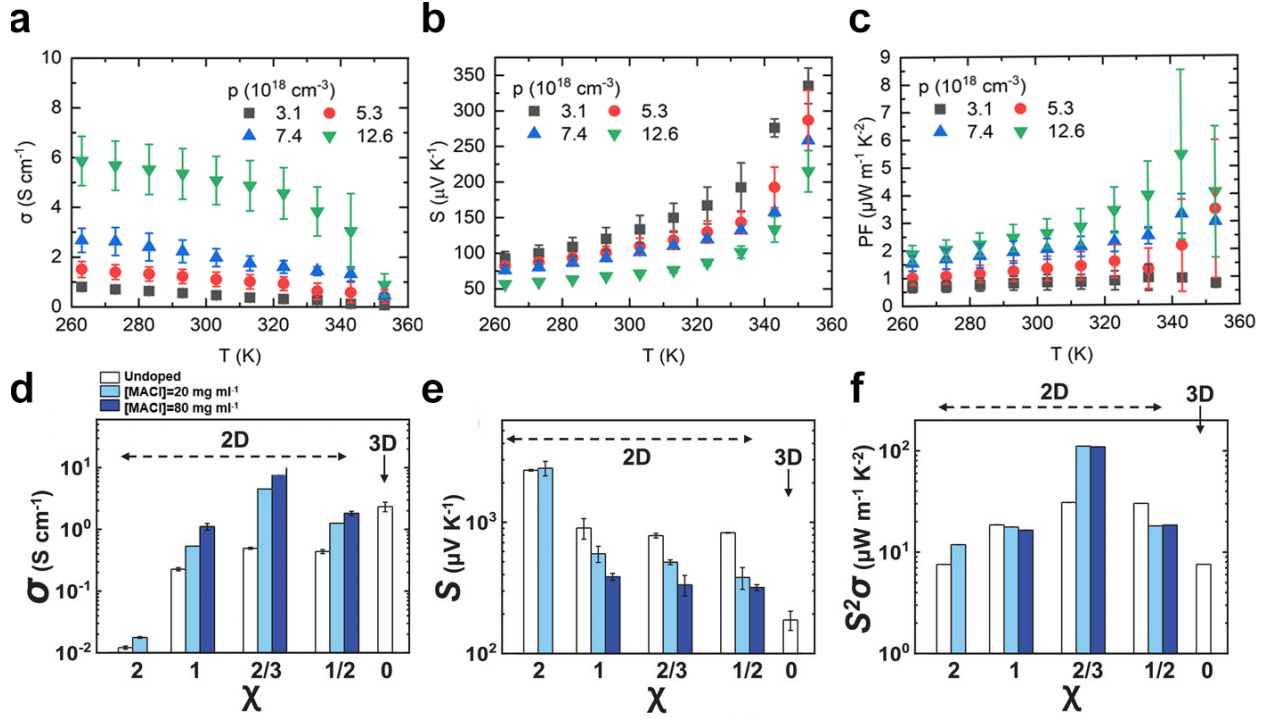 a
b
c
10
8
6
4
2
0
σ (S cm⁻¹)
p (10¹⁸ cm⁻³)
3.1 5.3
7.4 12.6
260 280 300 320 340 360
T (K)
350
300
250
200
150
100
50
S (µV K⁻¹)
p (10¹⁸ cm⁻³)
3.1 5.3
7.4 12.6
260 280 300 320 340 360
T (K)
9
8
7
6
5
4
3
2
1
0
PF (µW m⁻¹ K⁻²)
p (10¹⁸ cm⁻³)
3.1 5.3
7.4 12.6
260 280 300 320 340 360
T (K)
d
Undoped
[MACl]=20 mg ml⁻¹
[MACl]=80 mg ml⁻¹
2D
3D
10¹
10⁰
10⁻¹
10⁻²
σ (S cm⁻¹)
2 1 2/3 1/2 0
χ
e
2D
3D
10³
10²
S (µV K⁻¹)
2 1 2/3 1/2 0
χ
f
2D
3D
10²
10¹
10⁰
S²σ (µW m⁻¹ K⁻²)
2 1 2/3 1/2 0
χ